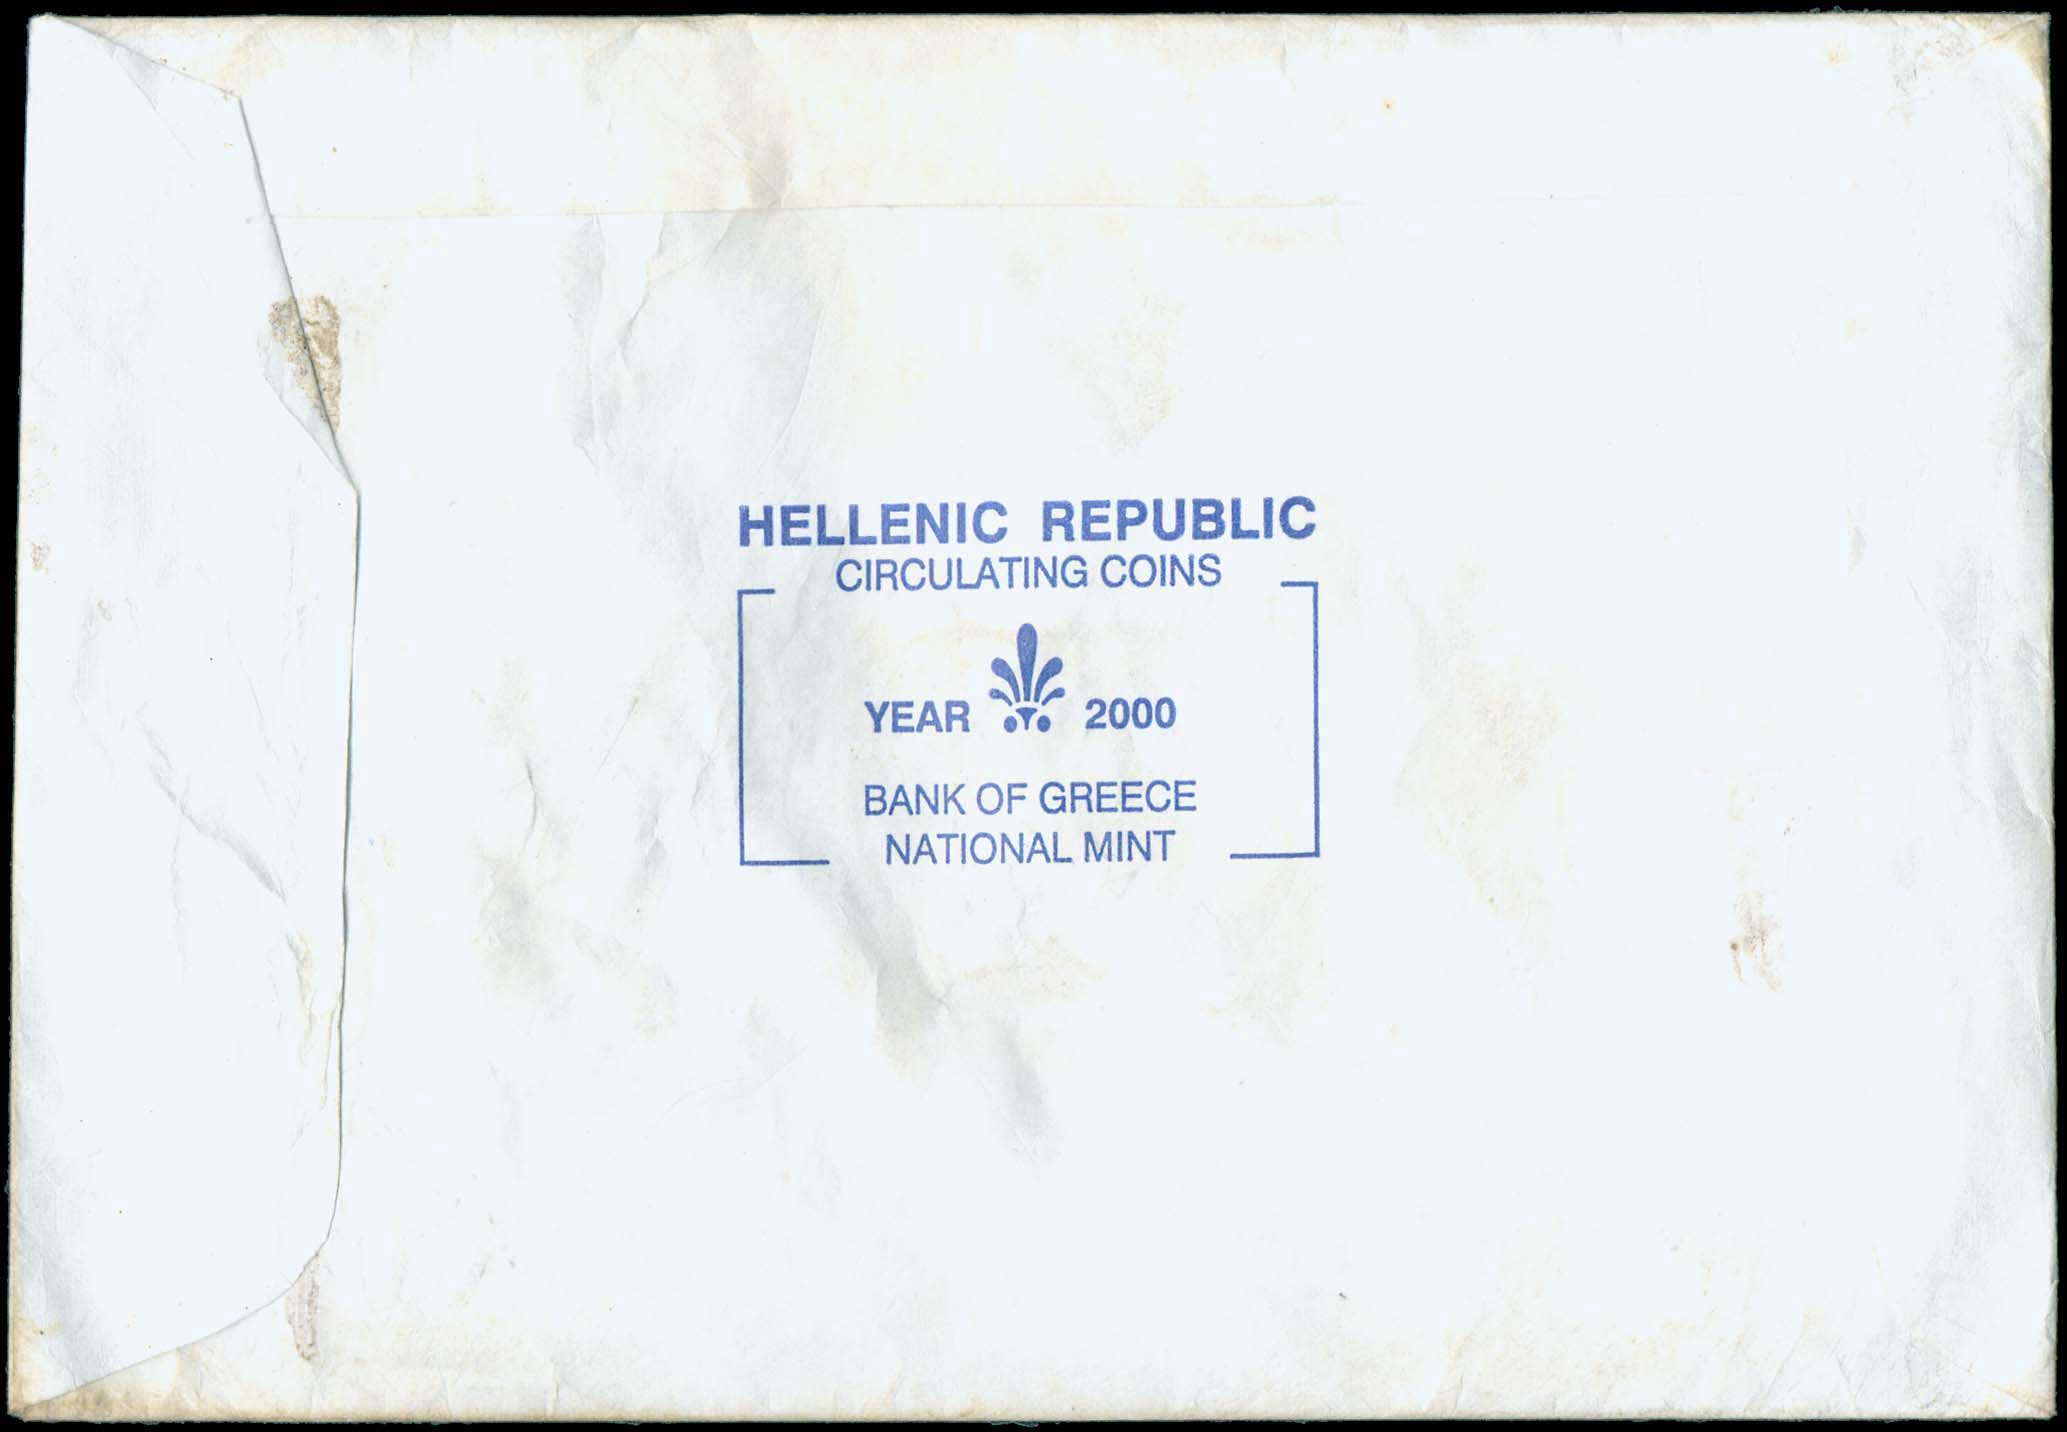 HELLENIC REPUBLIC
CIRCULATING COINS
YEAR 2000
BANK OF GREECE
NATIONAL MINT